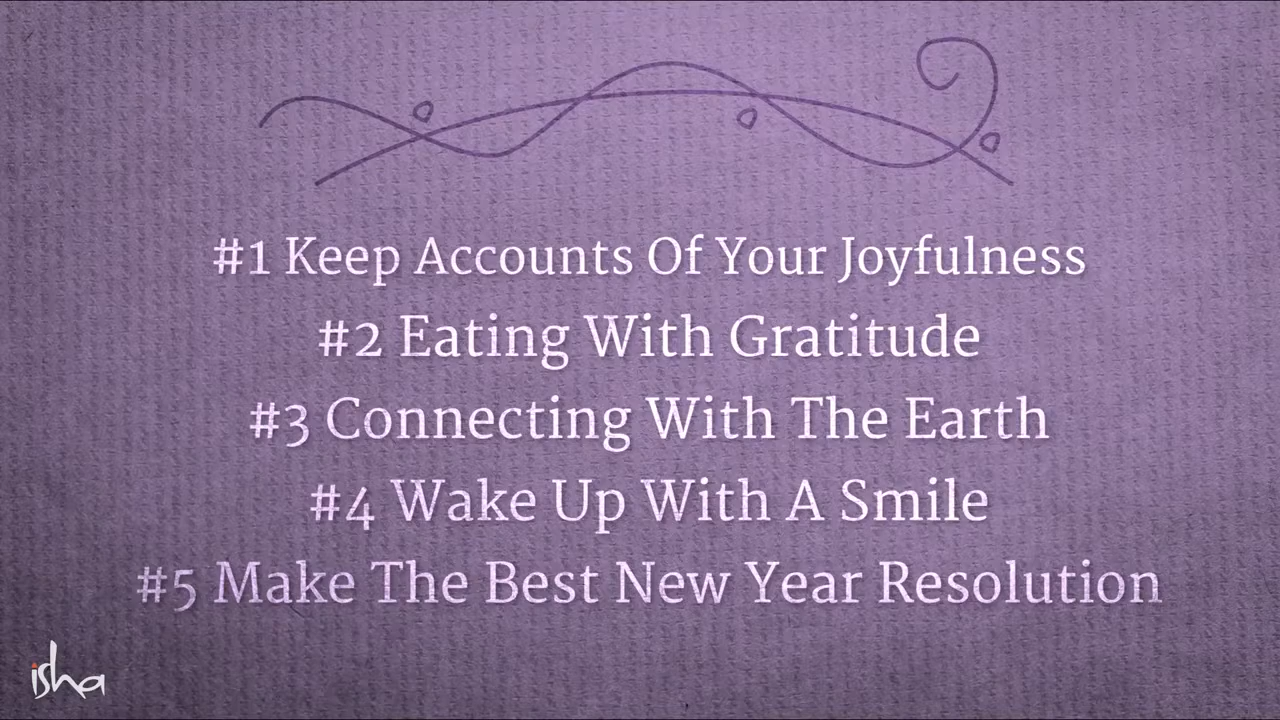 #1 Keep Accounts Of Your Joyfulness
#2 Eating With Gratitude
#3 Connecting With The Earth
#4 Wake Up With A Smile
#5 Make The Best New Year Resolution
isha